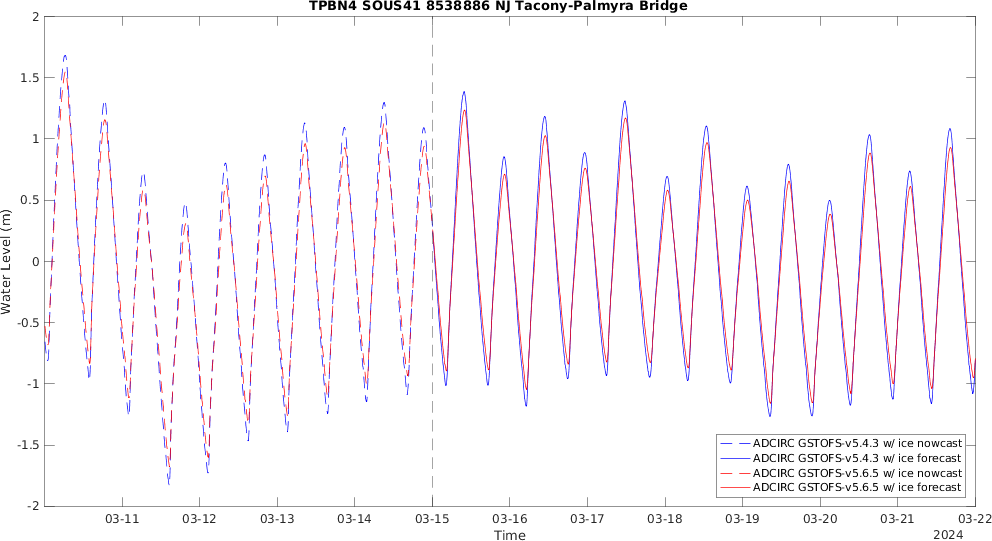 TPBN4 SOUS41 8538886 NJ Tacony-Palmyra Bridge
2
1.5
1
0.5
0
-0.5
-1
-1.5
-2
Water Level (m)
ADCIRC GSTOFS-v5.4.3 w/ ice nowcast
ADCIRC GSTOFS-v5.4.3 w/ ice forecast
ADCIRC GSTOFS-v5.6.5 w/ ice nowcast
ADCIRC GSTOFS-v5.6.5 w/ ice forecast
03-11 03-12 03-13 03-14 03-15 03-16 03-17 03-18 03-19 03-20 03-21 03-22
Time
2024